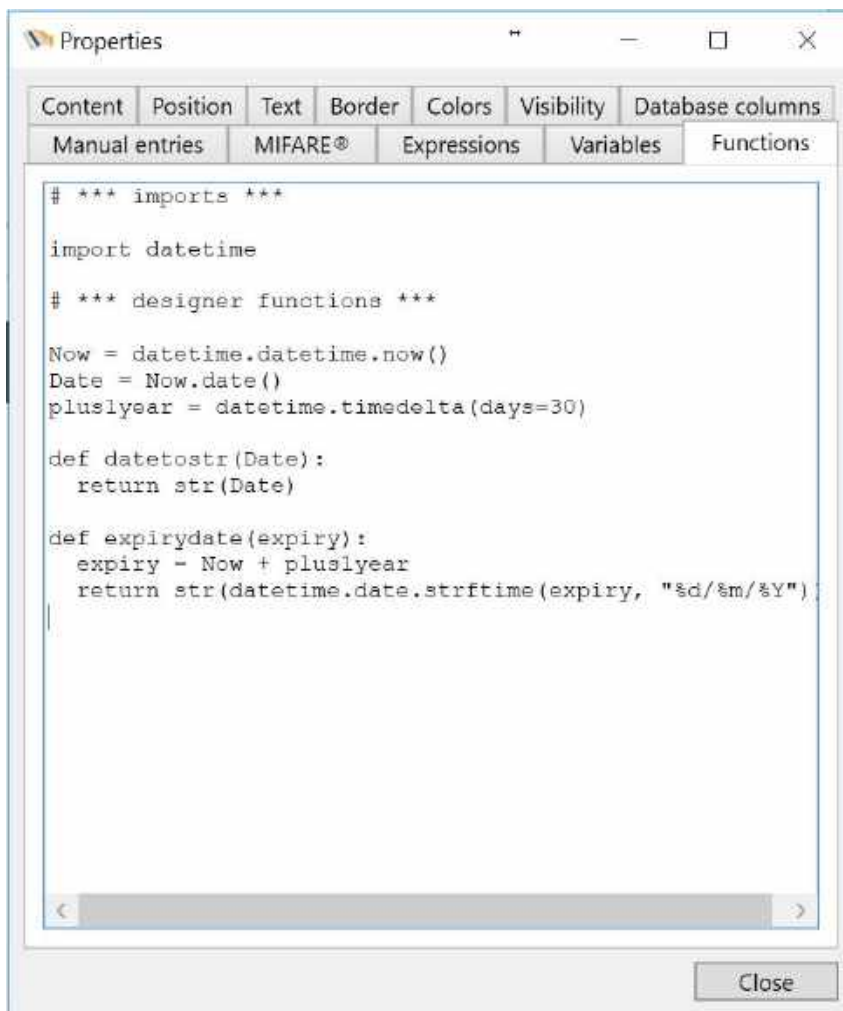 Properties
Content Position Text Border Colors Visibility Database columns
Manual entries MIFARE® Expressions Variables Functions
# *** imports ***
import datetime
# *** designer functions ***
Now = datetime.datetime.now()
Date = Now.date()
plus1year = datetime.timedelta(days=30)
def datetostr(Date):
  return str(Date)
def expirydate(expiry):
  expiry = Now + plus1year
  return str(datetime.date.strftime(expiry, "%d/%m/%Y"))
Close